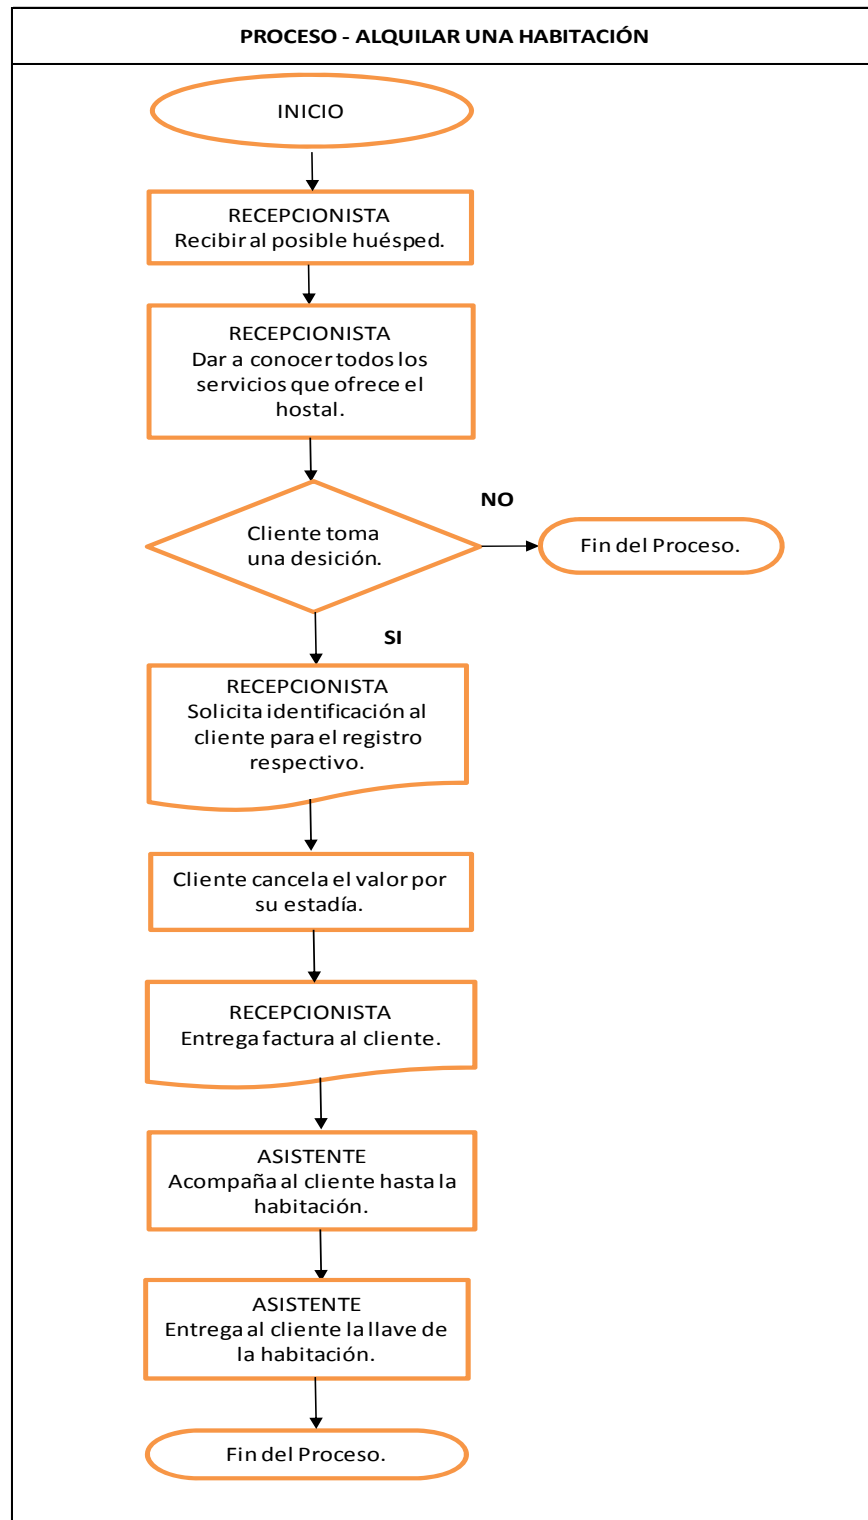 PROCESO - ALQUILAR UNA HABITACIÓN
INICIO
RECEPCIONISTA
Recibir al posible huésped.
RECEPCIONISTA
Dar a conocer todos los
servicios que ofrece el
hostal.
Cliente toma
una desición.
NO
Fin del Proceso.
SI
RECEPCIONISTA
Solicita identificación al
cliente para el registro
respectivo.
Cliente cancela el valor por
su estadía.
RECEPCIONISTA
Entrega factura al cliente.
ASISTENTE
Acompaña al cliente hasta la
habitación.
ASISTENTE
Entrega al cliente la llave de
la habitación.
Fin del Proceso.